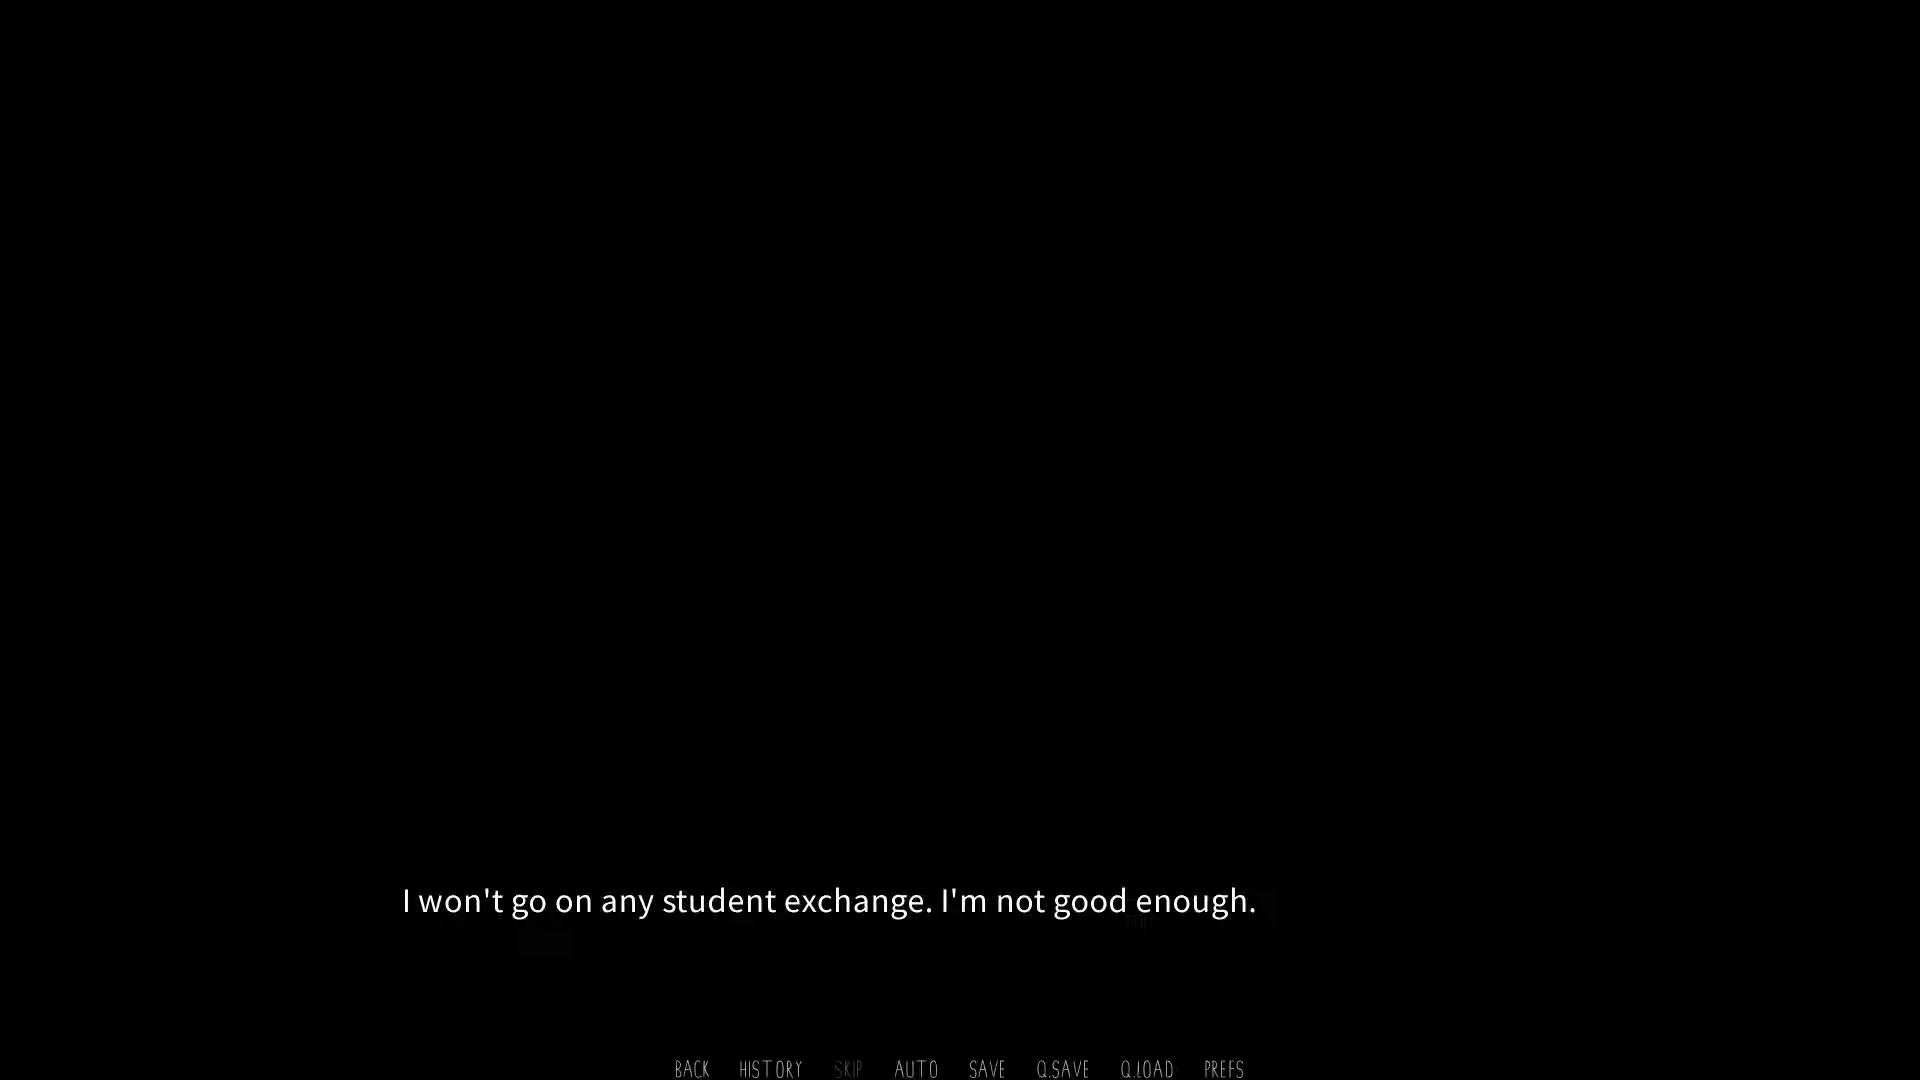 I won't go on any student exchange. I'm not good enough.
BACK HISTORY SKIP AUTO SAVE Q.SAVE Q.LOAD PREFS